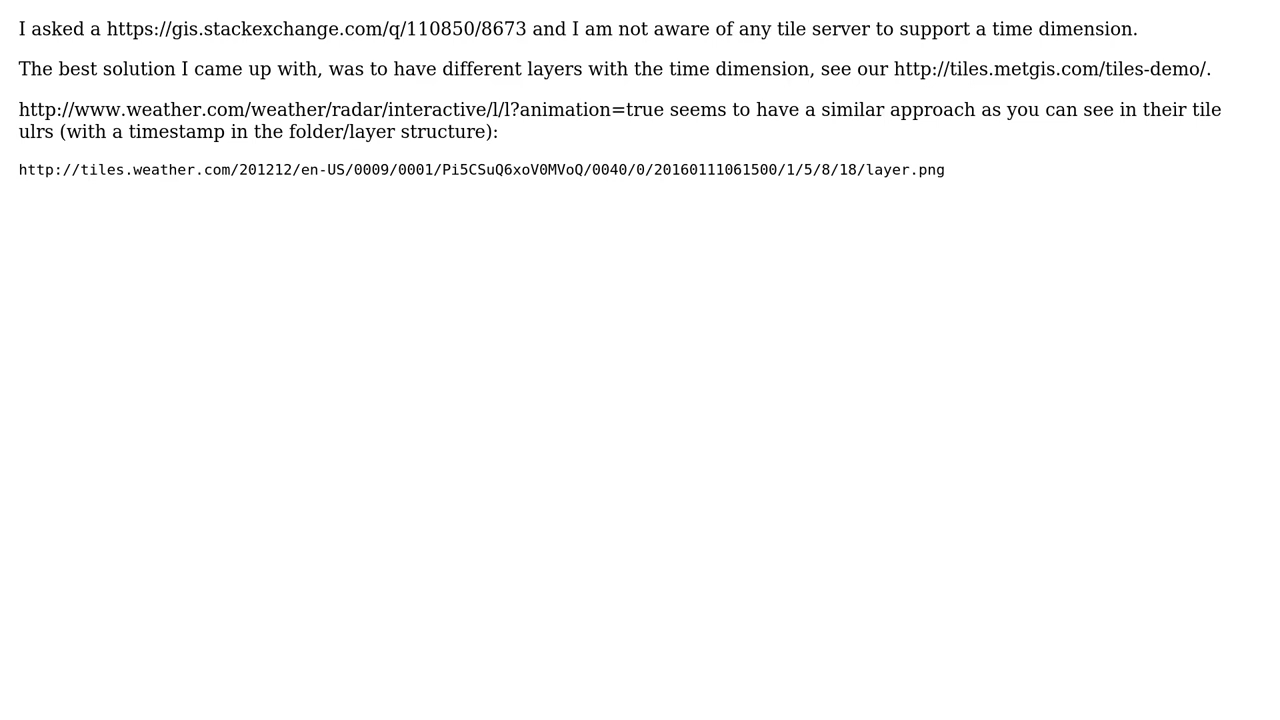 I asked a https://gis.stackexchange.com/q/110850/8673 and I am not aware of any tile server to support a time dimension.
The best solution I came up with, was to have different layers with the time dimension, see our http://tiles.metgis.com/tiles-demo/.
http://www.weather.com/weather/radar/interactive/l/l?animation=true seems to have a similar approach as you can see in their tile
ulrs (with a timestamp in the folder/layer structure):
http://tiles.weather.com/201212/en-US/0009/0001/Pi5CSuQ6xoV0MVoQ/0040/0/20160111061500/1/5/8/18/layer.png